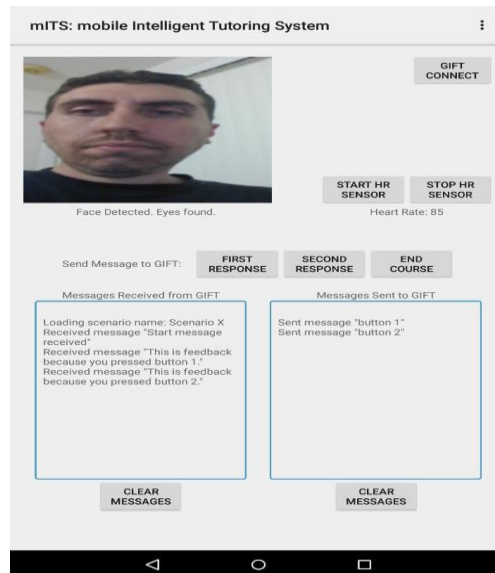 mITS: mobile Intelligent Tutoring System
GIFT
CONNECT
START HR
SENSOR
STOP HR
SENSOR
Face Detected. Eyes found.
Heart Rate: 85
Send Message to GIFT:
FIRST
RESPONSE
SECOND
RESPONSE
END
COURSE
Messages Received from GIFT
Loading scenario name: Scenario X
Received message "Start message
received"
Received message "This is feedback
because you pressed button 1."
Received message "This is feedback
because you pressed button 2."
CLEAR
MESSAGES
Messages Sent to GIFT
Sent message "button 1"
Sent message "button 2"
CLEAR
MESSAGES